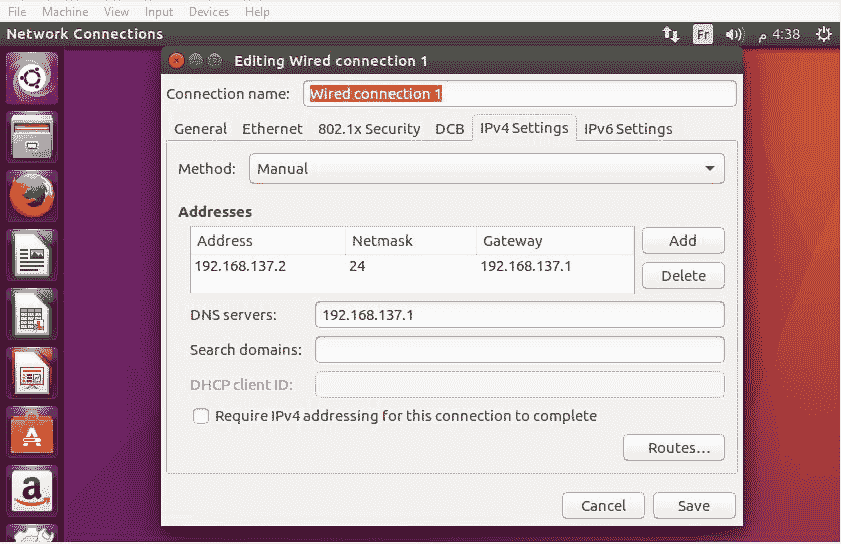 File Machine View Input Devices Help
Network Connections Fr م 4:38
Editing Wired connection 1
Connection name: Wired connection 1
General Ethernet 802.1x Security DCB IPv4 Settings IPv6 Settings
Method: Manual
Addresses
Address Netmask Gateway Add
192.168.137.2 24 192.168.137.1
Delete
DNS servers: 192.168.137.1
Search domains:
DHCP client ID:
Require IPv4 addressing for this connection to complete
Routes...
Cancel Save
A
a